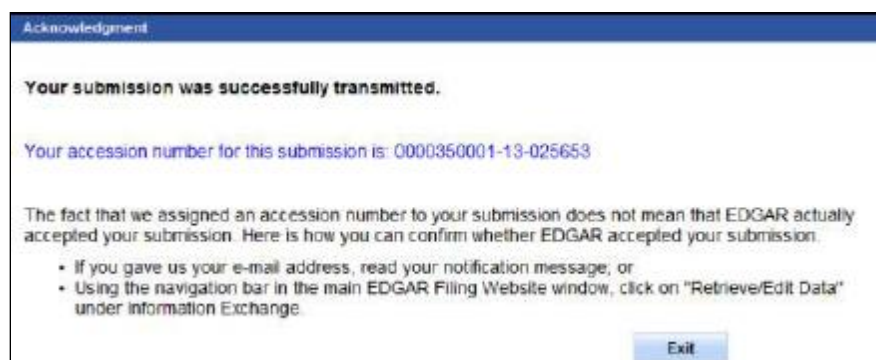 Acknowledgment
Your submission was successfully transmitted.
Your accession number for this submission is: 0000350001-13-025653
The fact that we assigned an accession number to your submission does not mean that EDGAR actually
accepted your submission. Here is how you can confirm whether EDGAR accepted your submission.
• If you gave us your e-mail address, read your notification message; or
• Using the navigation bar in the main EDGAR Filing Website window, click on "Retrieve/Edit Data"
under Information Exchange.
Exit